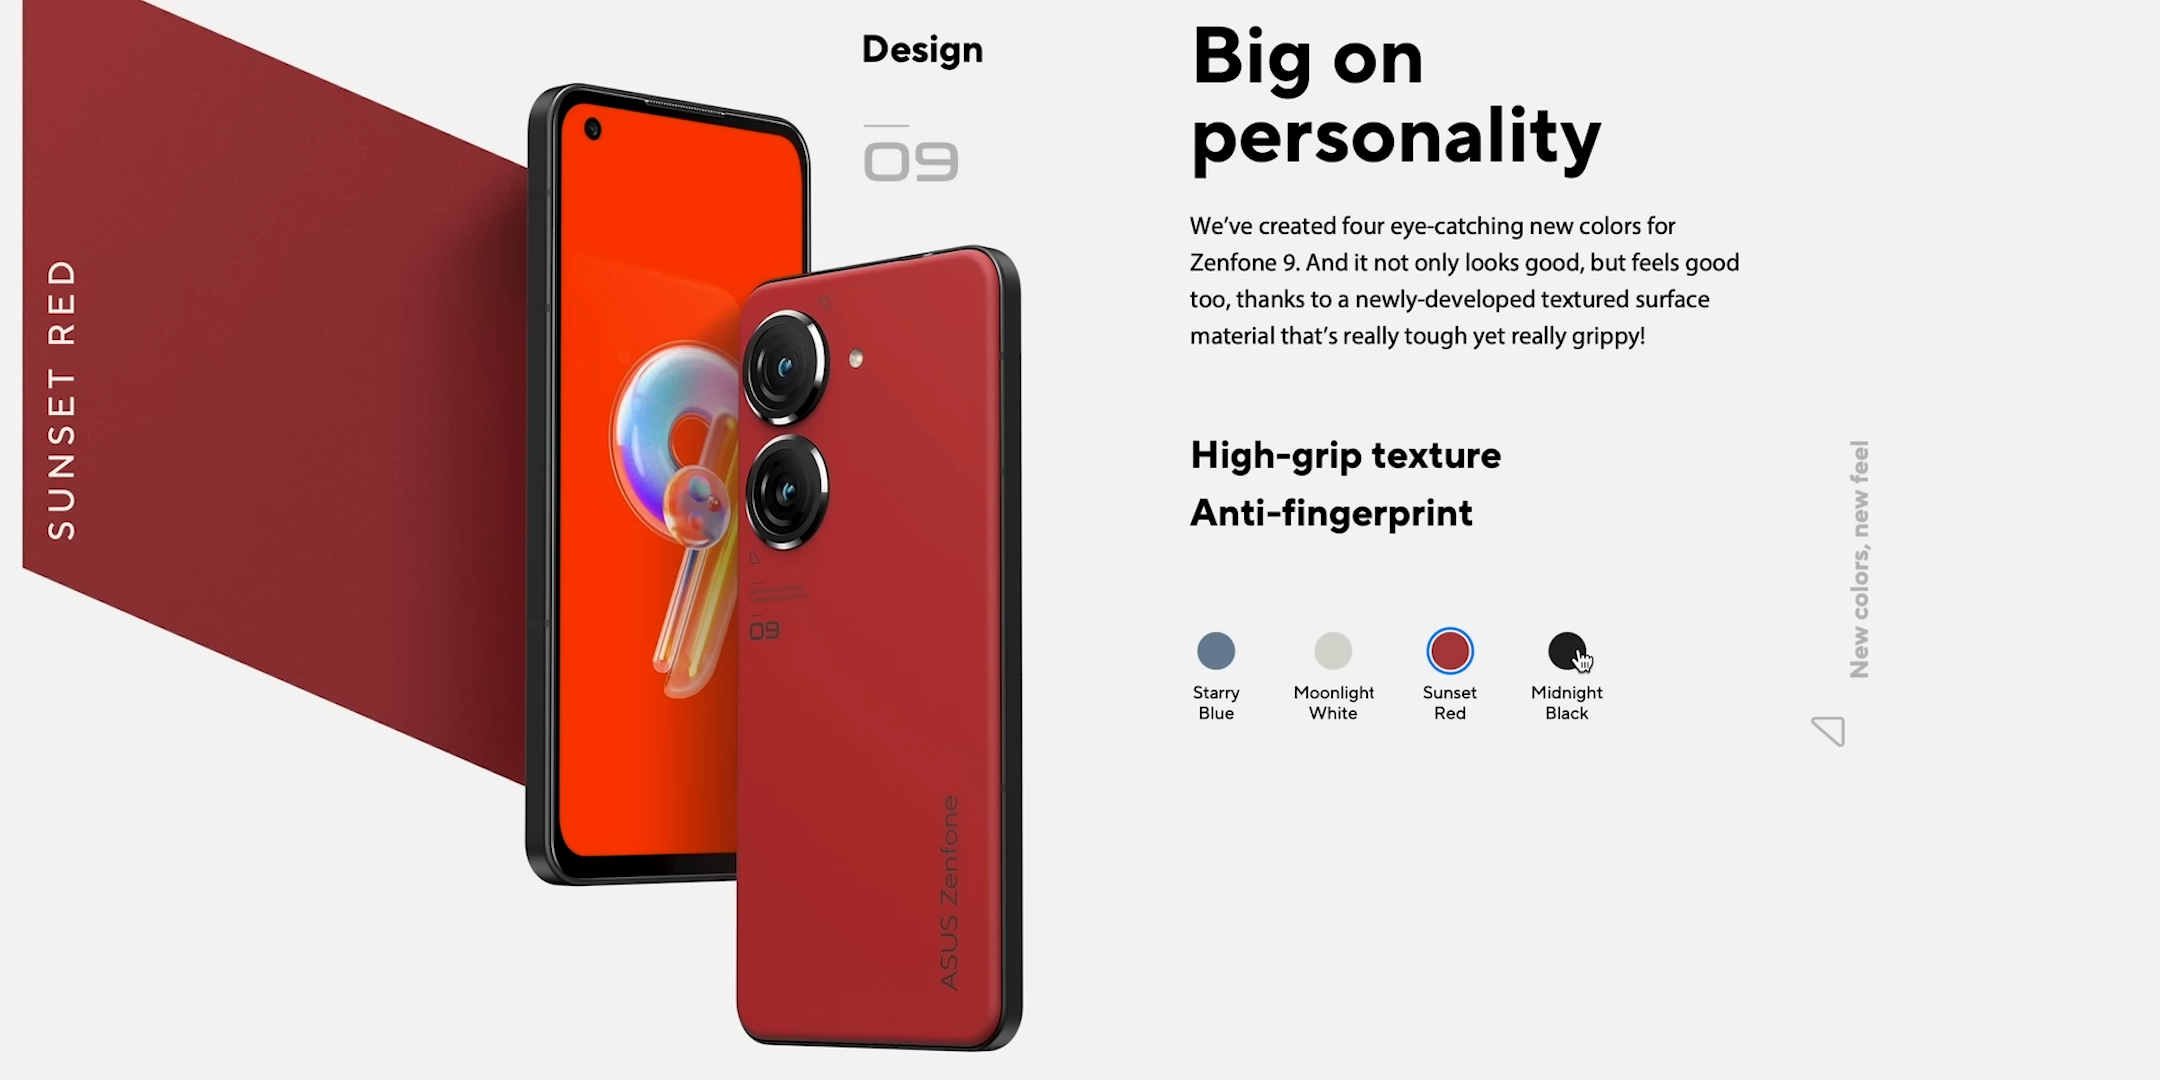 SUNSET RED
Design
09
09
ASUS Zenfone
Big on
personality
We’ve created four eye-catching new colors for
Zenfone 9. And it not only looks good, but feels good
too, thanks to a newly-developed textured surface
material that’s really tough yet really grippy!
High-grip texture
Anti-fingerprint
Starry
Blue
Moonlight
White
Sunset
Red
Midnight
Black
New colors, new feel